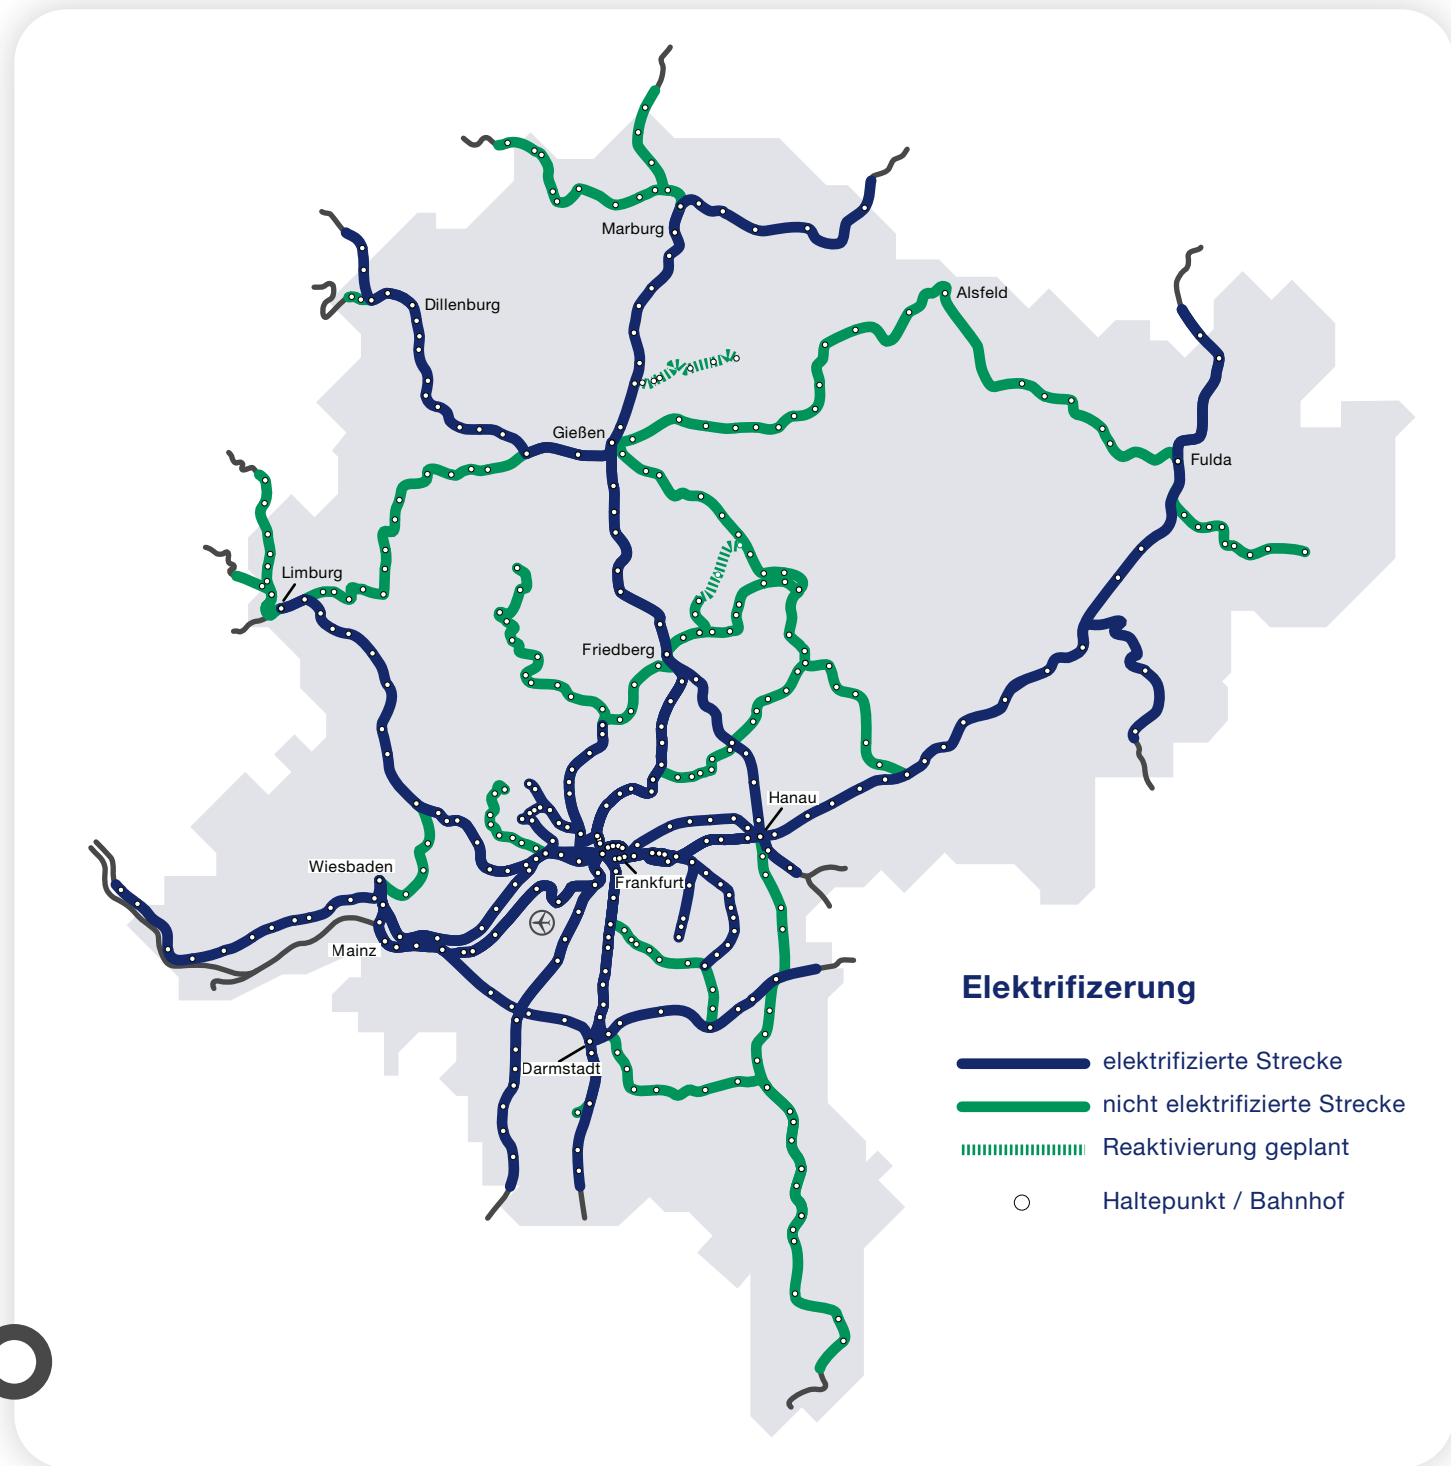 Marburg
Dillenburg
Alsfeld
Gießen
Fulda
Limburg
Friedberg
Hanau
Wiesbaden
Frankfurt
Mainz
Darmstadt
Elektrifizerung
elektrifizierte Strecke
nicht elektrifizierte Strecke
Reaktivierung geplant
Haltepunkt / Bahnhof